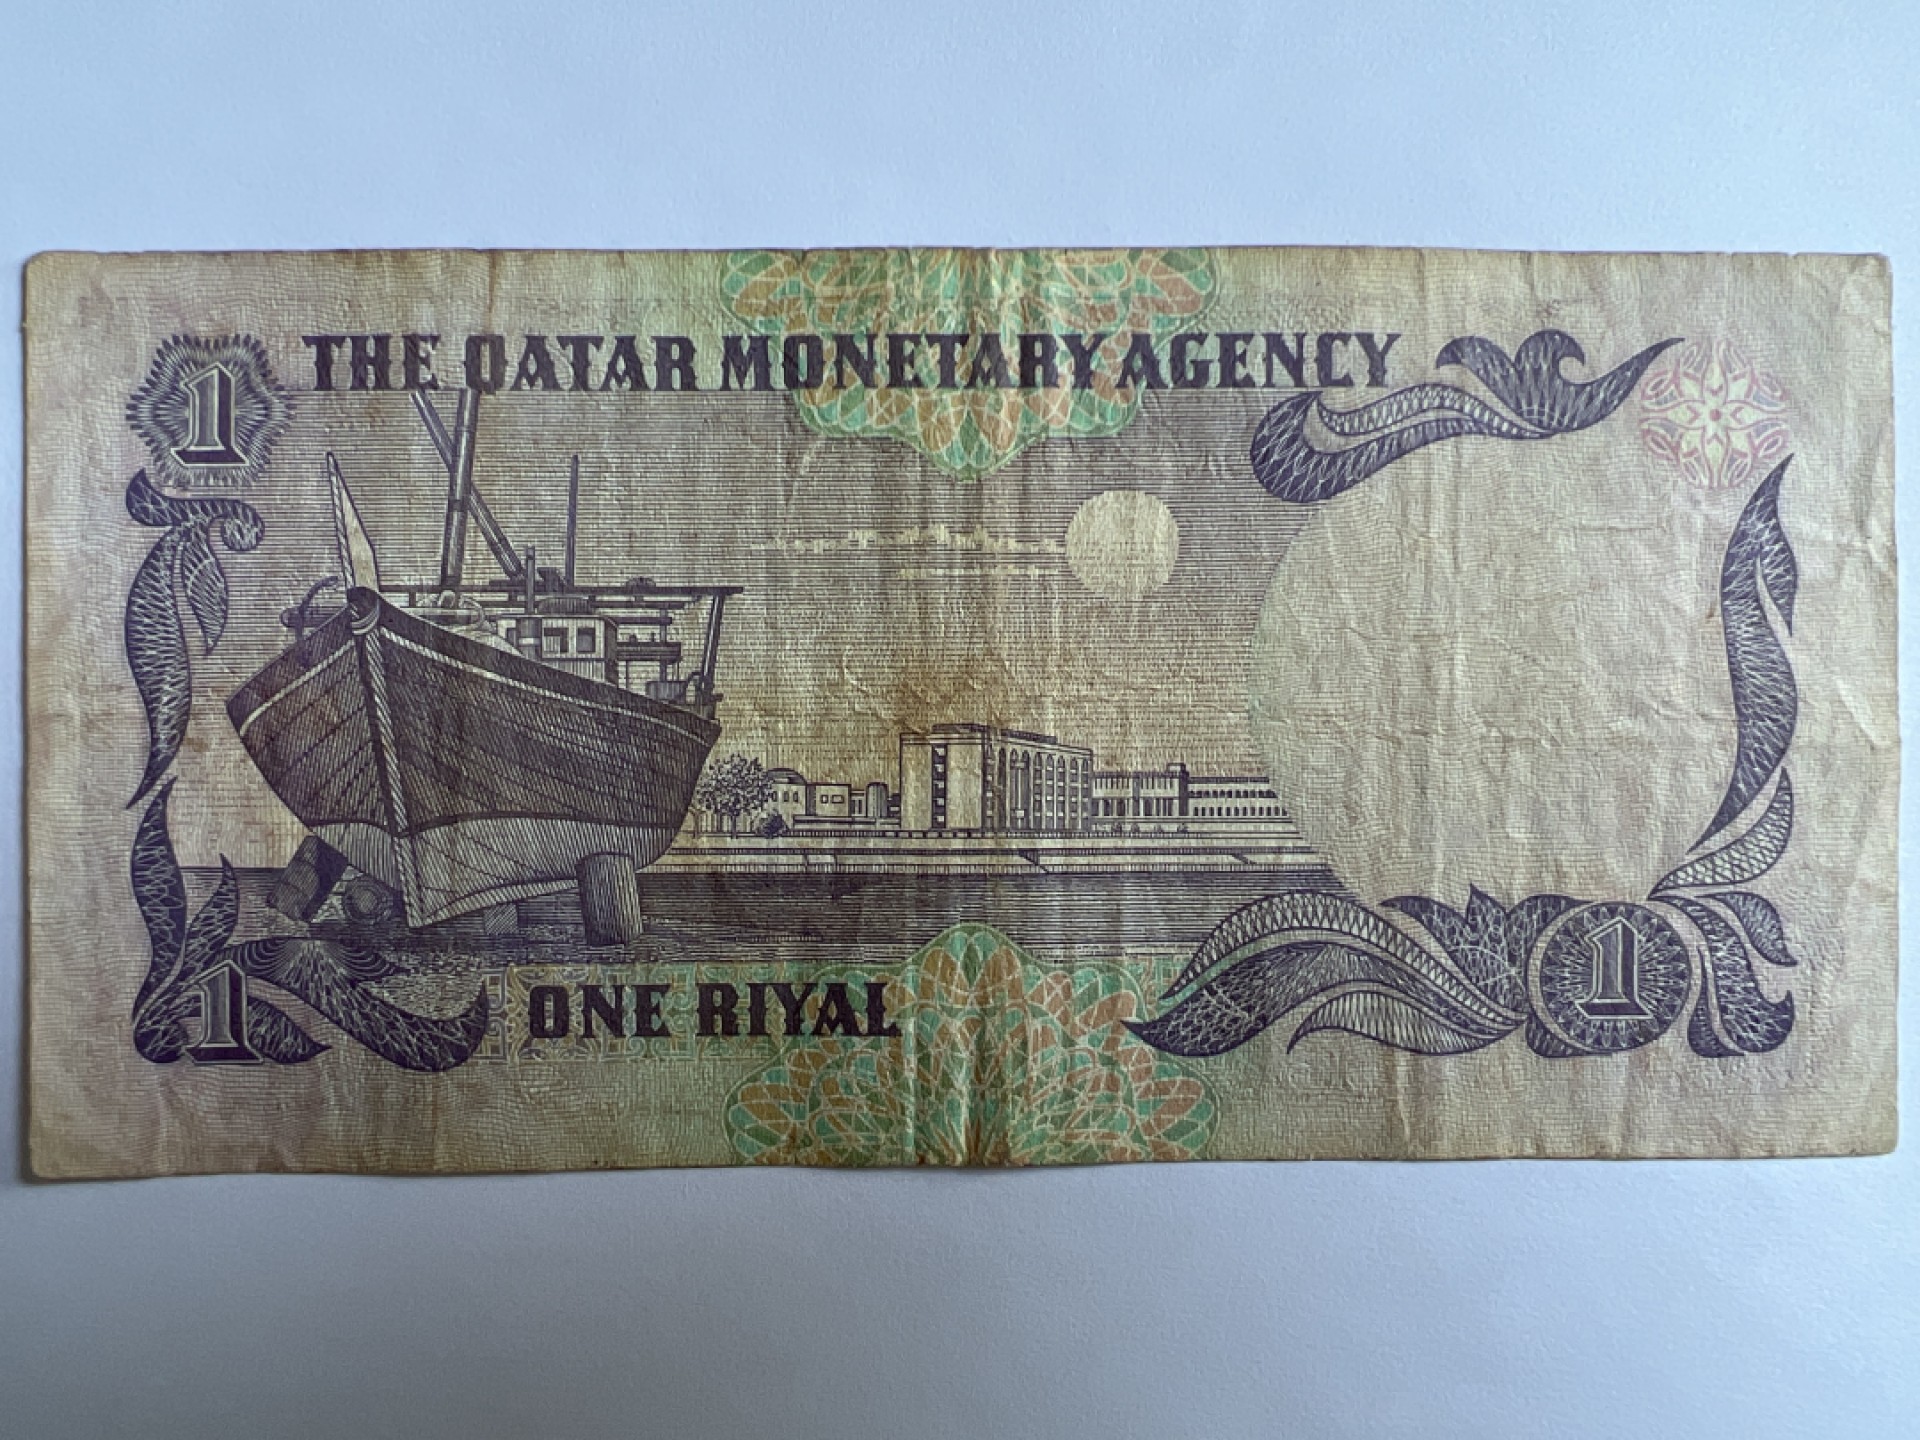 1 THE QATAR MONETARY AGENCY
1 ONE RIYAL 1